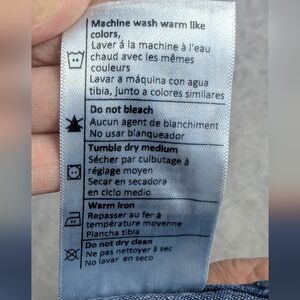 Machine wash warm like
colors,
Laver à la machine à l'eau
chaud avec les mêmes
couleurs
Lavar a máquina con agua
tibia, junto a colores similares
Do not bleach
Aucun agent de blanchiment
No usar blanqueador
Tumble dry medium
Sécher par culbutage à
réglage moyen
Secar en secadora
en ciclo medio
Warm iron
Repasser au fer à
température moyenne
Plancha tibia
Do not dry clean
Ne pas nettoyer à sec
No lavar en seco